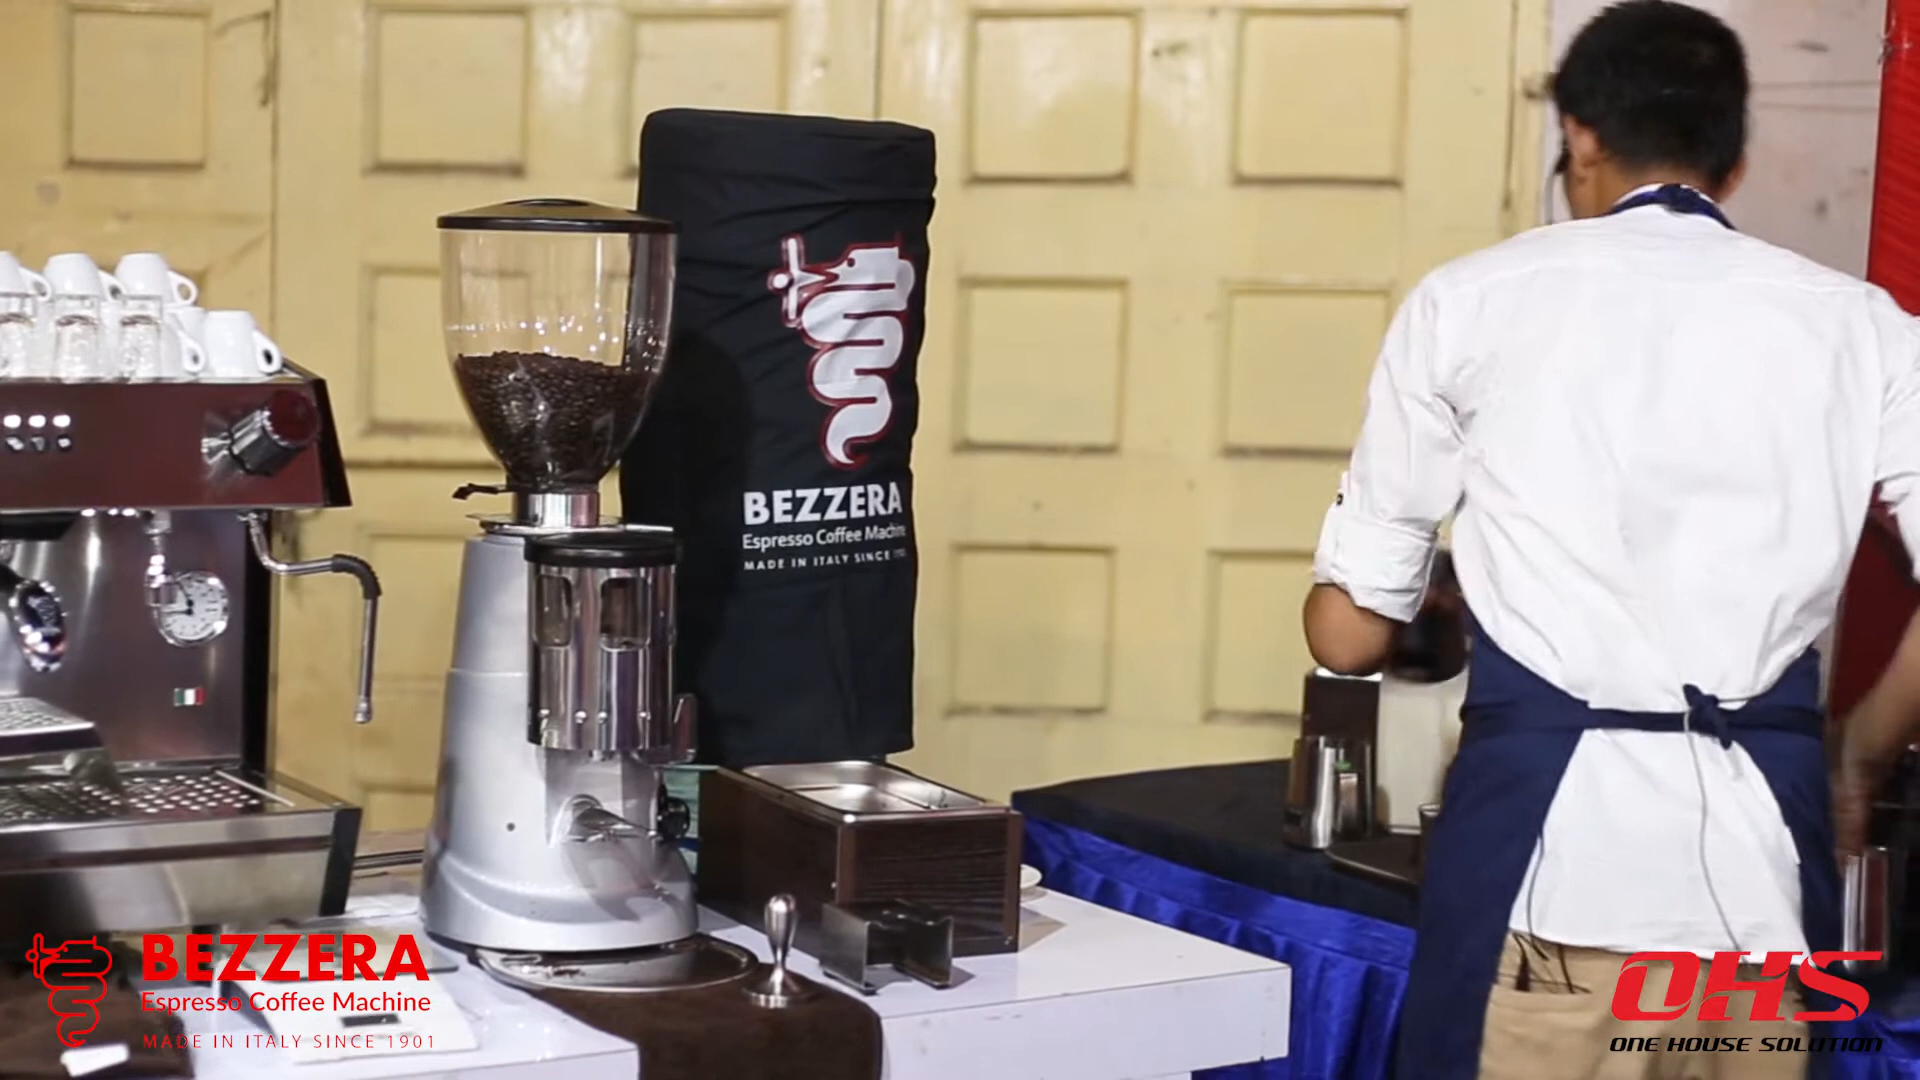 BEZZERA
Espresso Coffee Machine
MADE IN ITALY SINCE
BEZZERA
Espresso Coffee Machine
MADE IN ITALY SINCE 1901
OHS
ONE HOUSE SOLUTION